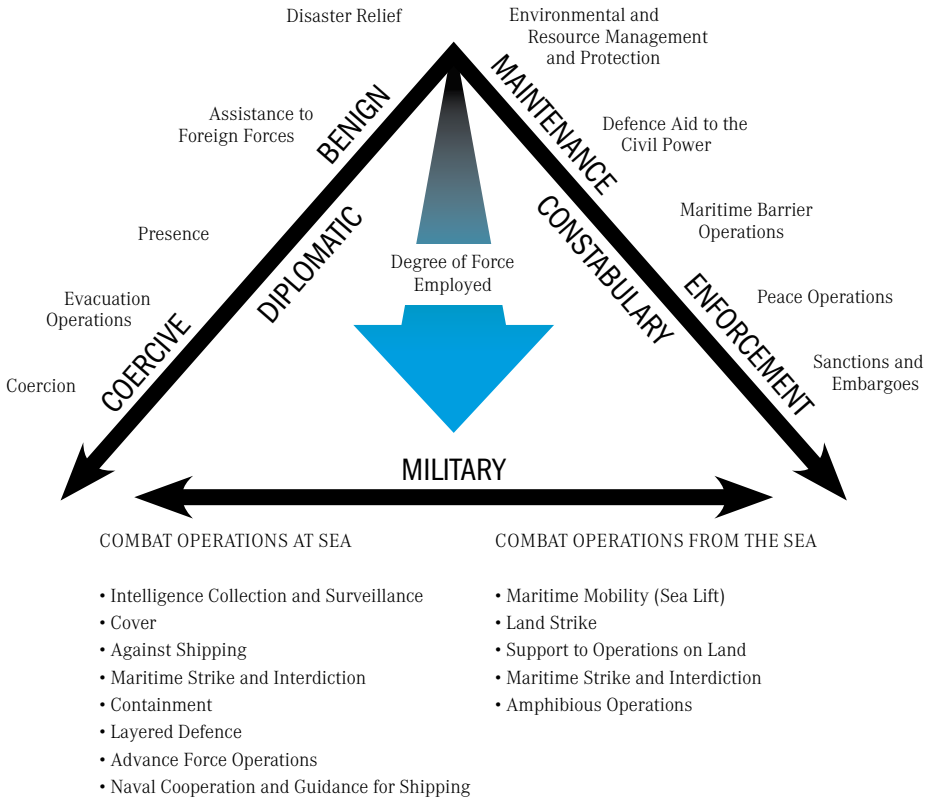 Disaster Relief
Environmental and
Resource Management
and Protection
BENIGN
MAINTENANCE
Assistance to
Foreign Forces
Defence Aid to the
Civil Power
DIPLOMATIC
CONSTABULARY
Presence
Maritime Barrier
Operations
Degree of Force
Employed
Evacuation
Operations
COERCIVE
ENFORCEMENT
Peace Operations
Coercion
Sanctions and
Embargoes
MILITARY
COMBAT OPERATIONS AT SEA
• Intelligence Collection and Surveillance
• Cover
• Against Shipping
• Maritime Strike and Interdiction
• Containment
• Layered Defence
• Advance Force Operations
• Naval Cooperation and Guidance for Shipping
COMBAT OPERATIONS FROM THE SEA
• Maritime Mobility (Sea Lift)
• Land Strike
• Support to Operations on Land
• Maritime Strike and Interdiction
• Amphibious Operations